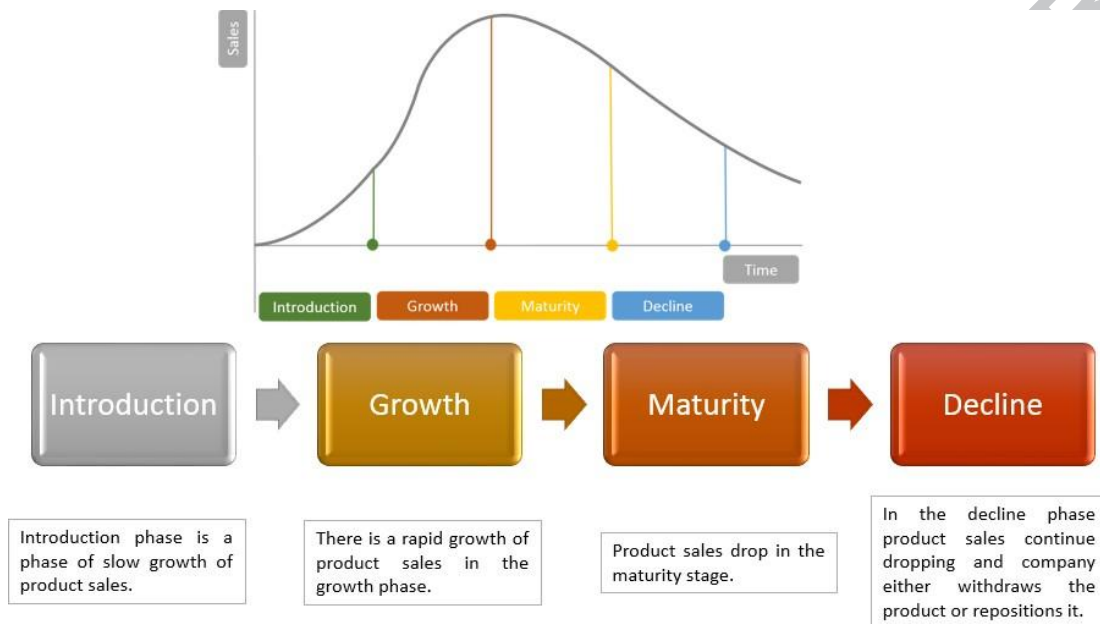 Sales
Time
Introduction
Growth
Maturity
Decline
Introduction
Growth
Maturity
Decline
Introduction phase is a
phase of slow growth of
product sales.
There is a rapid growth of
product sales in the
growth phase.
Product sales drop in the
maturity stage.
In the decline phase
product sales continue
dropping and company
either withdraws the
product or repositions it.